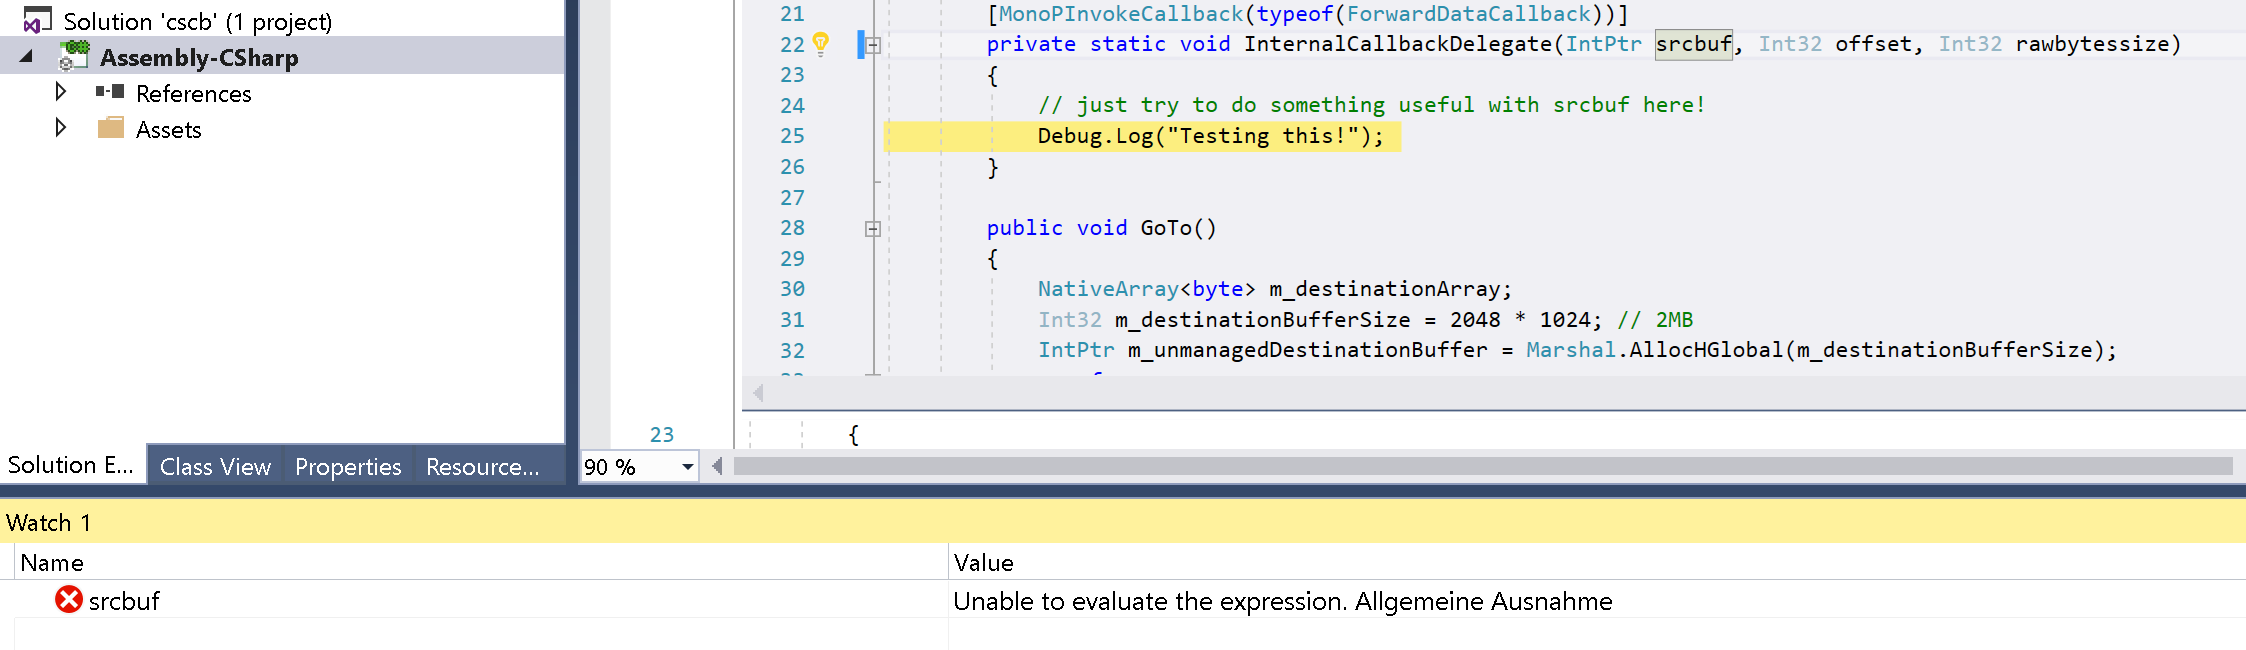 Solution 'cscb' (1 project)
Assembly-CSharp
References
Assets
Solution E...
Class View
Properties
Resource...
21 [MonoPInvokeCallback(typeof(ForwardDataCallback))]
22 private static void InternalCallbackDelegate(IntPtr srcbuf, Int32 offset, Int32 rawbytessize)
23 {
24 // just try to do something useful with srcbuf here!
25 Debug.Log("Testing this!");
26 }
27
28 public void GoTo()
29 {
30 NativeArray<byte> m_destinationArray;
31 Int32 m_destinationBufferSize = 2048 * 1024; // 2MB
32 IntPtr m_unmanagedDestinationBuffer = Marshal.AllocHGlobal(m_destinationBufferSize);
23 {
90 %
Watch 1
Name Value
srcbuf Unable to evaluate the expression. Allgemeine Ausnahme